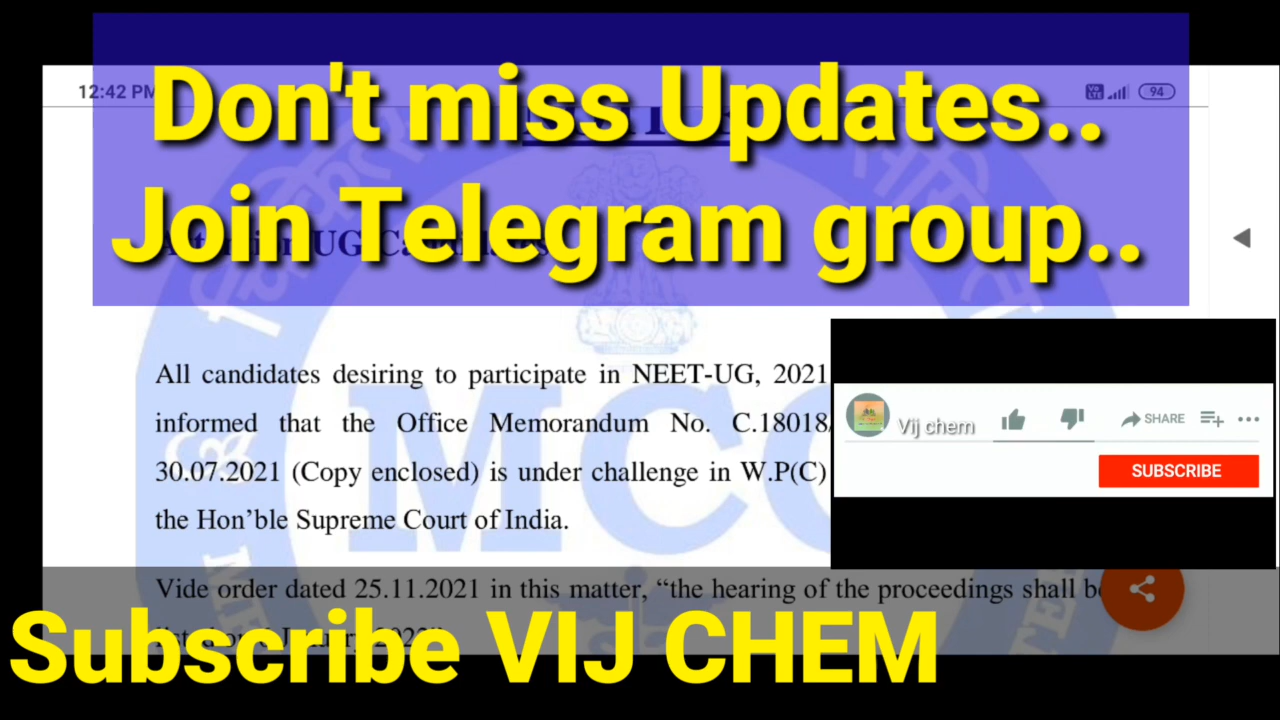 Don't miss Updates..
Join Telegram group..
12:42 PM
94
All candidates desiring to participate in NEET-UG, 2021
informed that the Office Memorandum No. C.18018/
30.07.2021 (Copy enclosed) is under challenge in W.P(C)
the Hon'ble Supreme Court of India.
Vij chem
SHARE
SUBSCRIBE
Vide order dated 25.11.2021 in this matter, “the hearing of the proceedings shall be
Subscribe VIJ CHEM